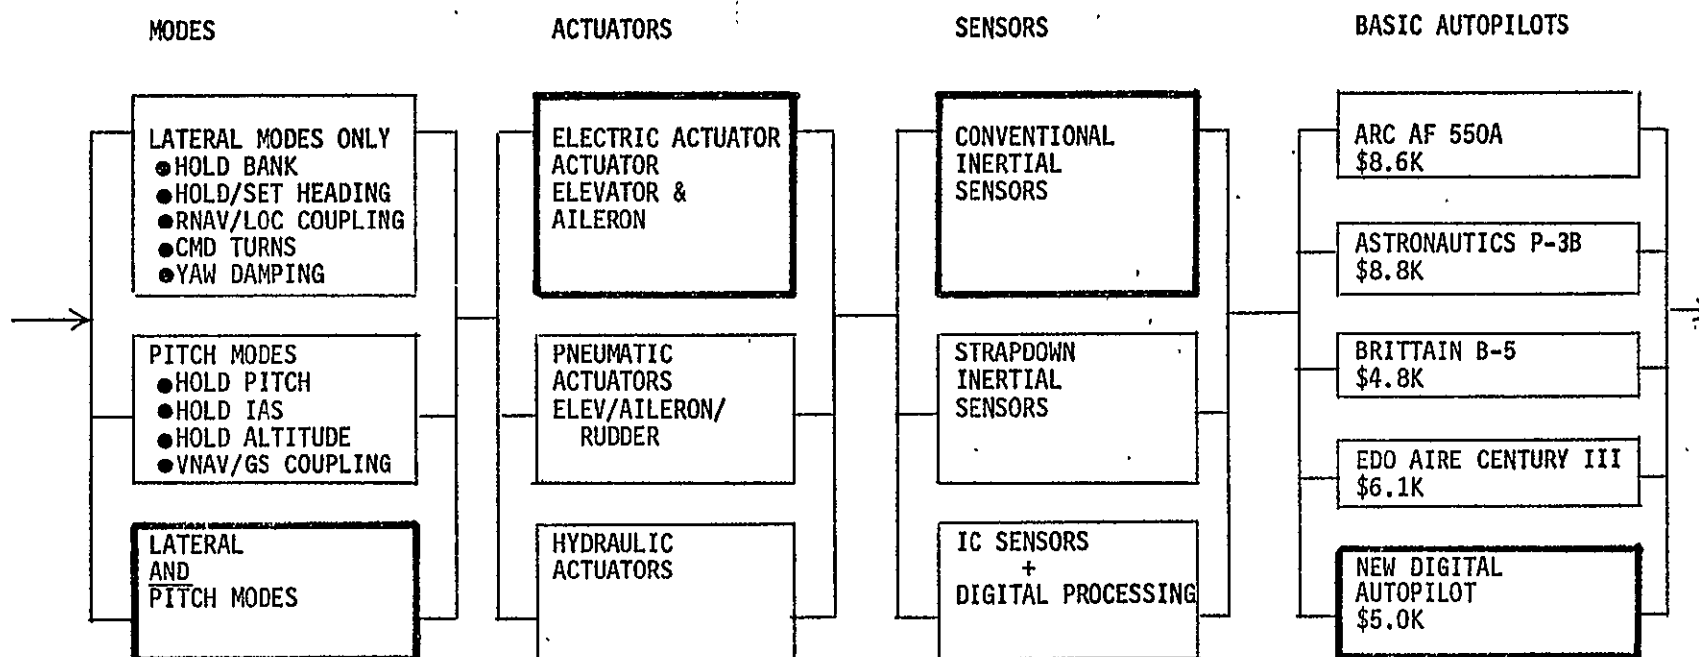 MODES
ACTUATORS
SENSORS
BASIC AUTOPILOTS
LATERAL MODES ONLY
●HOLD BANK
●HOLD/SET HEADING
●RNAV/LOC COUPLING
●CMD TURNS
●YAW DAMPING
PITCH MODES
●HOLD PITCH
●HOLD IAS
●HOLD ALTITUDE
●VNAV/GS COUPLING
LATERAL
AND
PITCH MODES
ELECTRIC ACTUATOR
ACTUATOR
ELEVATOR &
AILERON
PNEUMATIC
ACTUATORS
ELEV/AILERON/
RUDDER
HYDRAULIC
ACTUATORS
CONVENTIONAL
INERTIAL
SENSORS
STRAPDOWN
INERTIAL
SENSORS
IC SENSORS
+
DIGITAL PROCESSING
ARC AF 550A
$8.6K
ASTRONAUTICS P-3B
$8.8K
BRITTAIN B-5
$4.8K
EDO AIRE CENTURY III
$6.1K
NEW DIGITAL
AUTOPILOT
$5.0K